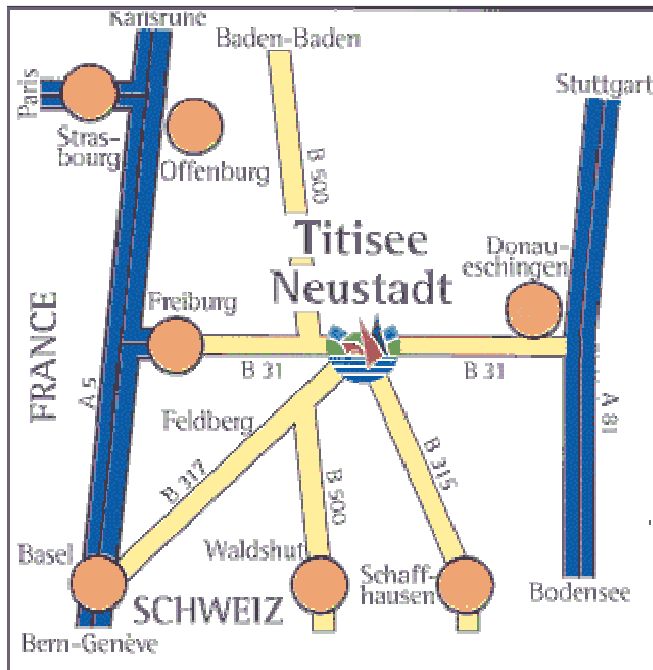 Karlsruhe
Baden-Baden
Stuttgart
Paris
Stras-
bourg
Offenburg
B 500
Titisee
Neustadt
Donau-
eschingen
Freiburg
FRANCE
A 5
B 31
B 31
A 81
Feldberg
B 317
B 500
B 315
Basel
Waldshut
Schaff-
hausen
SCHWEIZ
Bodensee
Bern-Genève